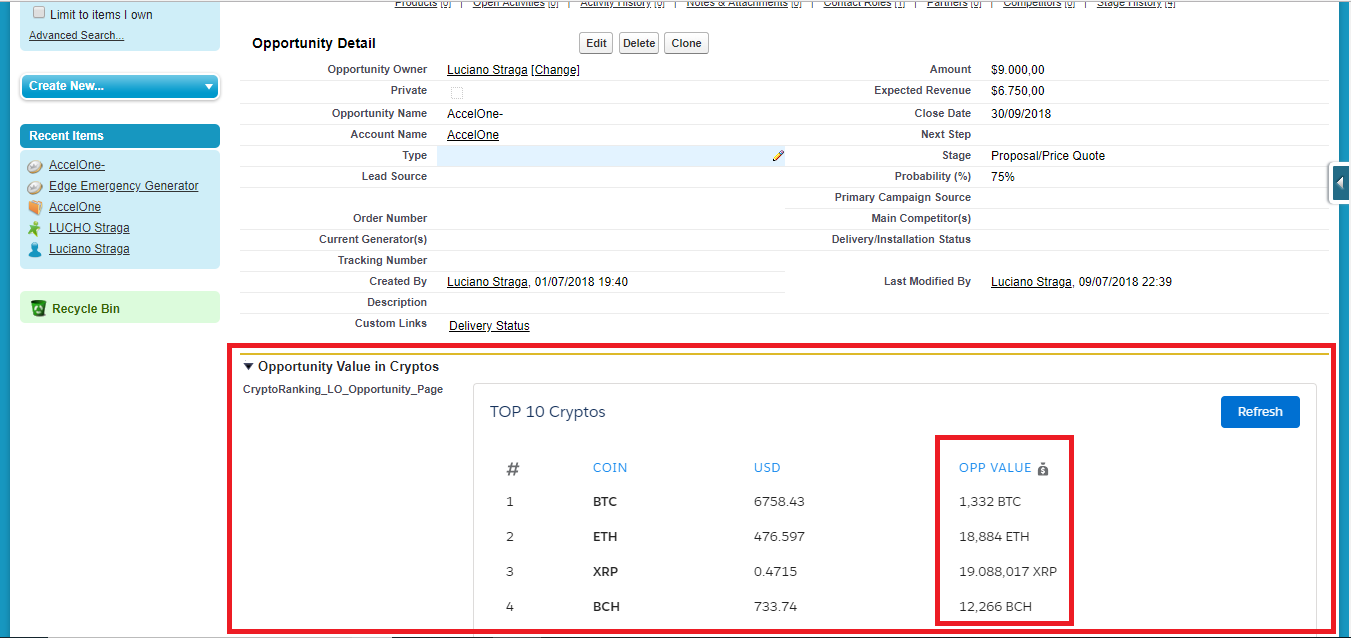 Products [0] | Open Activities [0] | Activity History [0] | Notes & Attachments [0] | Contact Roles [1] | Partners [0] | Competitors [0] | Stage History [4]
Limit to items I own
Advanced Search...
Create New...
Recent Items
AccelOne-
Edge Emergency Generator
AccelOne
LUCHO Straga
Luciano Straga
Recycle Bin
Opportunity Detail Edit Delete Clone
Opportunity Owner Luciano Straga [Change] Amount $9.000,00
Private Expected Revenue $6.750,00
Opportunity Name AccelOne- Close Date 30/09/2018
Account Name AccelOne Next Step
Type Stage Proposal/Price Quote
Lead Source Probability (%) 75%
Primary Campaign Source
Order Number Main Competitor(s)
Current Generator(s) Delivery/Installation Status
Tracking Number
Created By Luciano Straga, 01/07/2018 19:40 Last Modified By Luciano Straga, 09/07/2018 22:39
Description
Custom Links Delivery Status
Opportunity Value in Cryptos
CryptoRanking_LO_Opportunity_Page
TOP 10 Cryptos Refresh
# COIN USD OPP VALUE
1 BTC 6758.43 1,332 BTC
2 ETH 476.597 18,884 ETH
3 XRP 0.4715 19.088,017 XRP
4 BCH 733.74 12,266 BCH